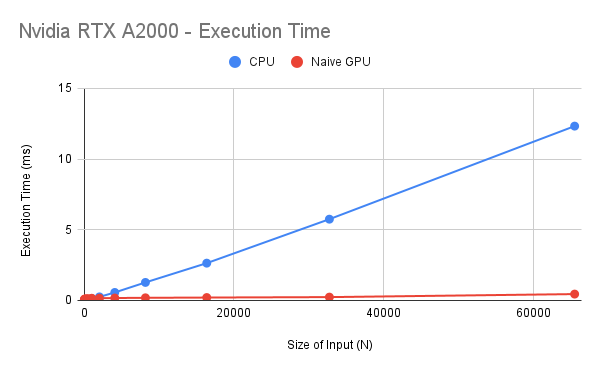 Nvidia RTX A2000 - Execution Time
CPU
Naive GPU
Execution Time (ms)
15
10
5
0
0
20000
40000
60000
Size of Input (N)